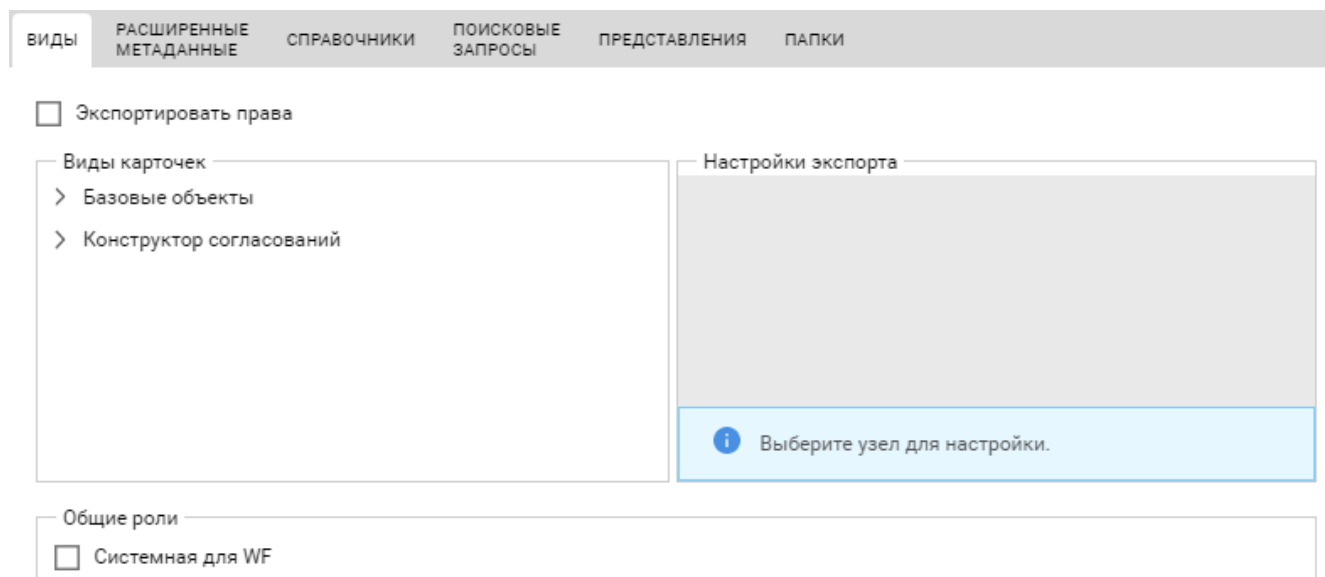 ВИДЫ
РАСШИРЕННЫЕ
МЕТАДАННЫЕ
СПРАВОЧНИКИ
ПОИСКОВЫЕ
ЗАПРОСЫ
ПРЕДСТАВЛЕНИЯ
ПАПКИ
Экспортировать права
Виды карточек
Базовые объекты
Конструктор согласований
Настройки экспорта
Выберите узел для настройки.
Общие роли
Системная для WF